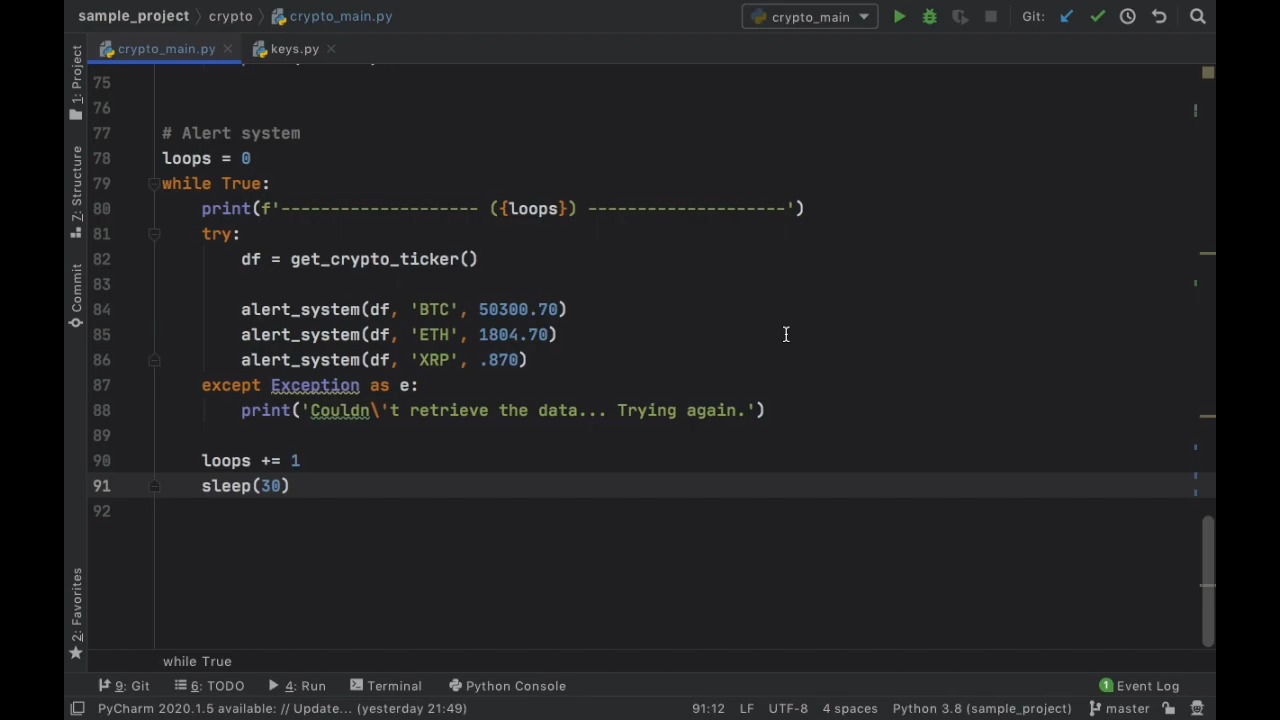 sample_project crypto crypto_main.py
crypto_main Git:
crypto_main.py keys.py
1: Project
7: Structure
Commit
2: Favorites
75
76
77 # Alert system
78 loops = 0
79 while True:
80 print(f'-------------------- ({loops}) --------------------')
81 try:
82 df = get_crypto_ticker()
83
84 alert_system(df, 'BTC', 50300.70)
85 alert_system(df, 'ETH', 1804.70)
86 alert_system(df, 'XRP', .870)
87 except Exception as e:
88 print('Couldn\'t retrieve the data... Trying again.')
89
90 loops += 1
91 sleep(30)
92
while True
9: Git 6: TODO 4: Run Terminal Python Console 1 Event Log
PyCharm 2020.1.5 available: // Update... (yesterday 21:49) 91:12 LF UTF-8 4 spaces Python 3.8 (sample_project) master